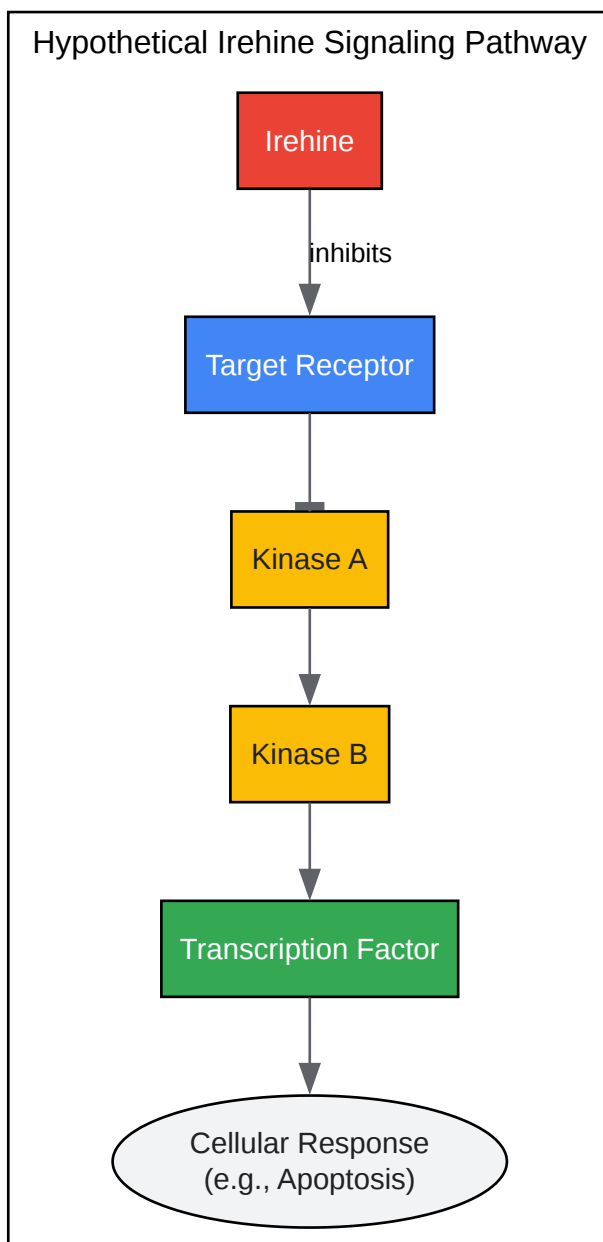 Hypothetical Irehine Signaling Pathway
Irehine
inhibits
Target Receptor
Kinase A
Kinase B
Transcription Factor
Cellular Response
(e.g., Apoptosis)